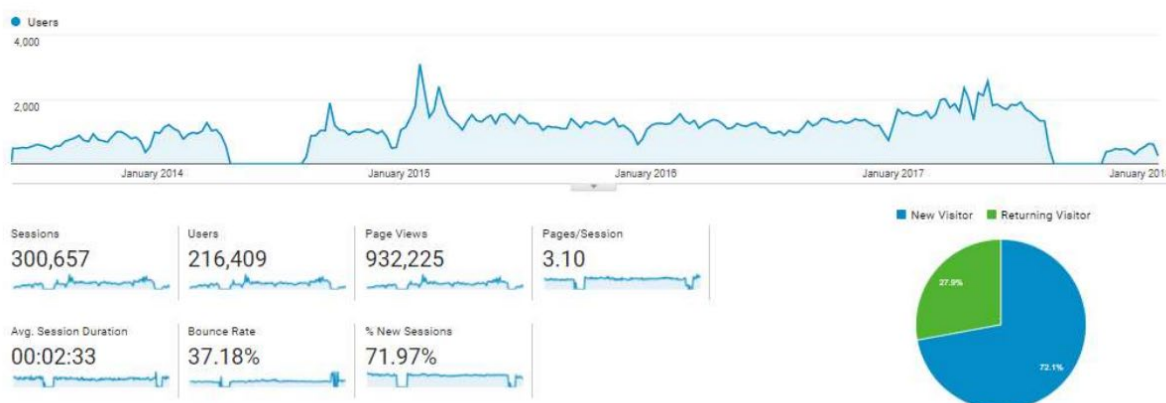 Users
4,000
2,000
January 2014 January 2015 January 2016 January 2017 January 2018
New Visitor Returning Visitor
Sessions Users Page Views Pages/Session
300,657 216,409 932,225 3.10
27.9%
Avg. Session Duration Bounce Rate % New Sessions
00:02:33 37.18% 71.97%
72.1%